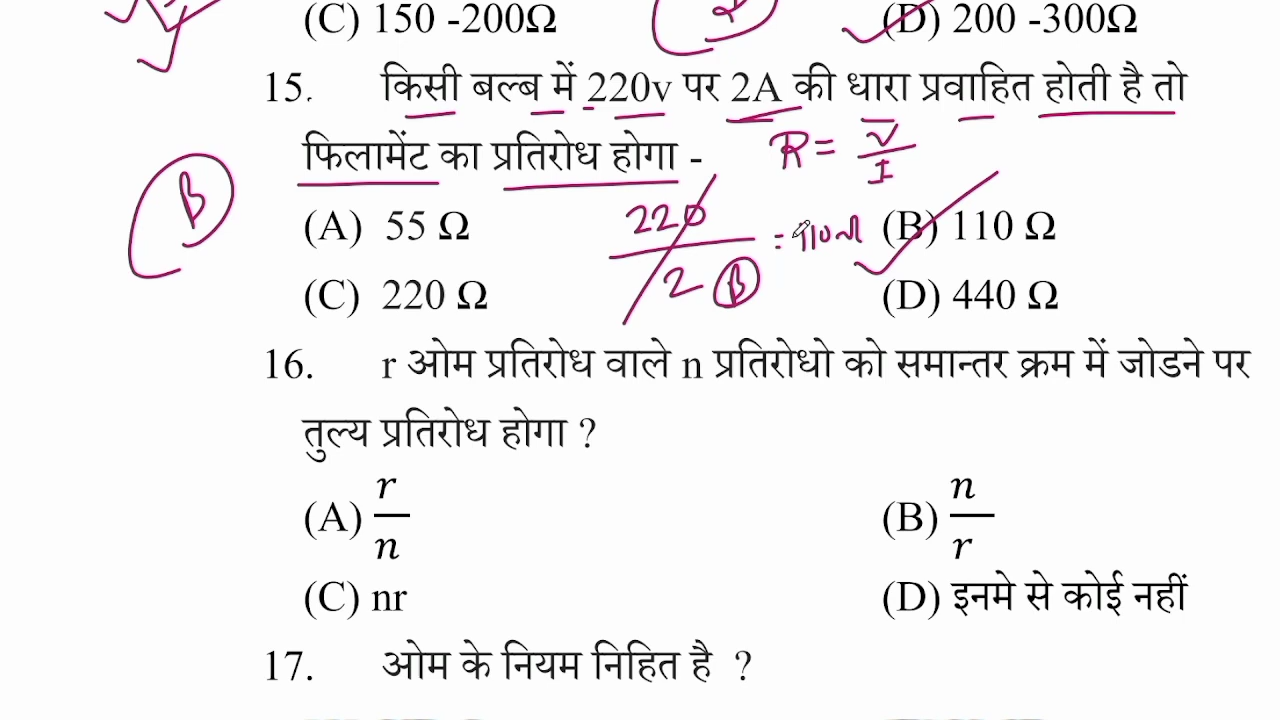 (C) 150 -200Ω (D) 200 -300Ω
15. किसी बल्ब में 220v पर 2A की धारा प्रवाहित होती है तो
फिलामेंट का प्रतिरोध होगा - R = V/I
B
(A) 55 Ω 220/2 = 110 Ω (B) 110 Ω
(C) 220 Ω B (D) 440 Ω
16. r ओम प्रतिरोध वाले n प्रतिरोधो को समान्तर क्रम में जोडने पर
तुल्य प्रतिरोध होगा ?
(A) r/n (B) n/r
(C) nr (D) इनमे से कोई नहीं
17. ओम के नियम निहित है ?